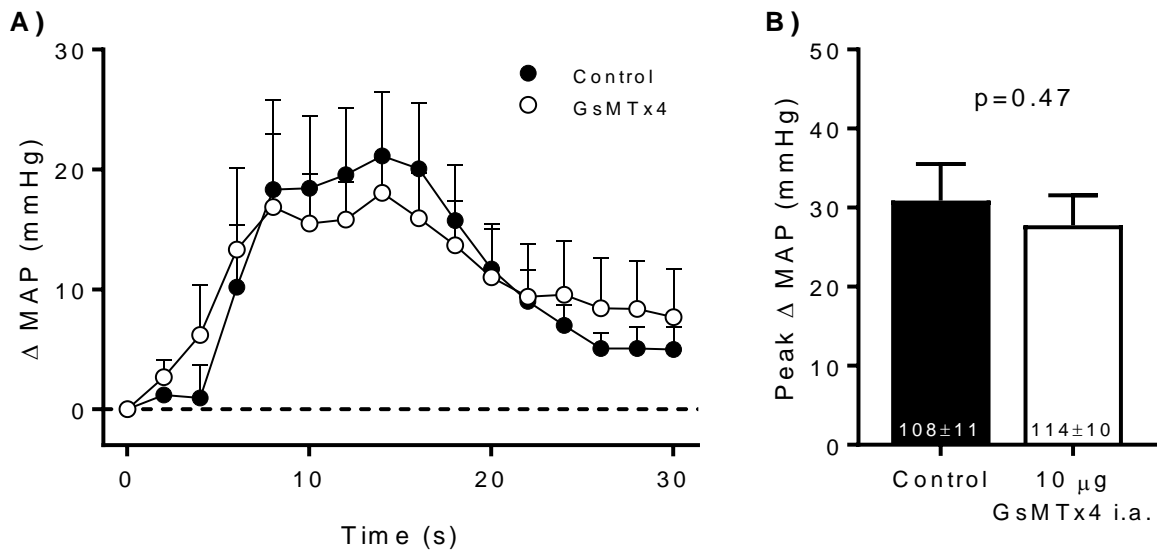 A)
Δ MAP (mmHg)
30
20
10
0
Control
GsMTx4
0
10
20
30
Time (s)
B)
Peak Δ MAP (mmHg)
50
40
30
20
10
0
p=0.47
108±11
114±10
Control
10 μg
GsMTx4 i.a.